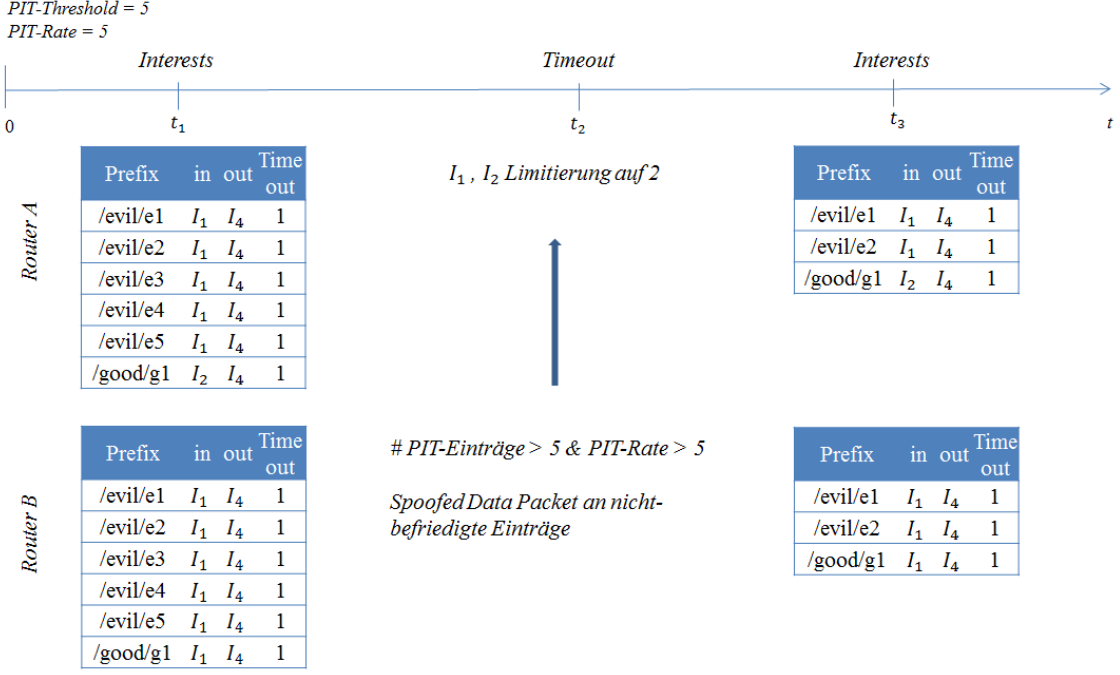 PIT-Threshold = 5
PIT-Rate = 5
Interests
Timeout
Interests
0
t₁
t₂
t₃
t
Router A
Prefix in out Time out
/evil/e1 I₁ I₄ 1
/evil/e2 I₁ I₄ 1
/evil/e3 I₁ I₄ 1
/evil/e4 I₁ I₄ 1
/evil/e5 I₁ I₄ 1
/good/g1 I₂ I₄ 1
I₁ , I₂ Limitierung auf 2
Prefix in out Time out
/evil/e1 I₁ I₄ 1
/evil/e2 I₁ I₄ 1
/good/g1 I₂ I₄ 1
Router B
Prefix in out Time out
/evil/e1 I₁ I₄ 1
/evil/e2 I₁ I₄ 1
/evil/e3 I₁ I₄ 1
/evil/e4 I₁ I₄ 1
/evil/e5 I₁ I₄ 1
/good/g1 I₁ I₄ 1
# PIT-Einträge > 5 & PIT-Rate > 5
Spoofed Data Packet an nicht-
befriedigte Einträge
Prefix in out Time out
/evil/e1 I₁ I₄ 1
/evil/e2 I₁ I₄ 1
/good/g1 I₁ I₄ 1